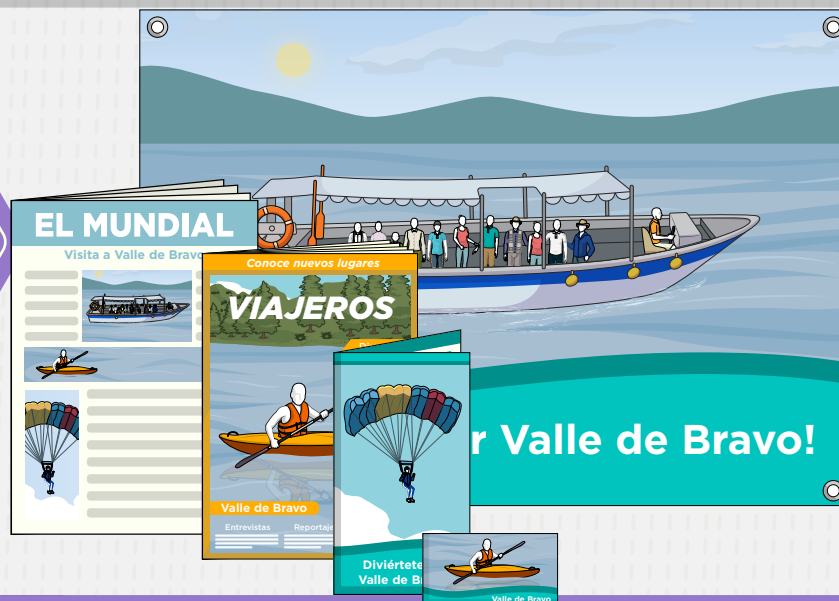 EL MUNDIAL
Visita a Valle de Bravo
Conoce nuevos lugares
VIAJEROS
Valle de Bravo
Entrevistas
Reportaje
Diviértete
Valle de B
r Valle de Bravo!
Valle de Bravo